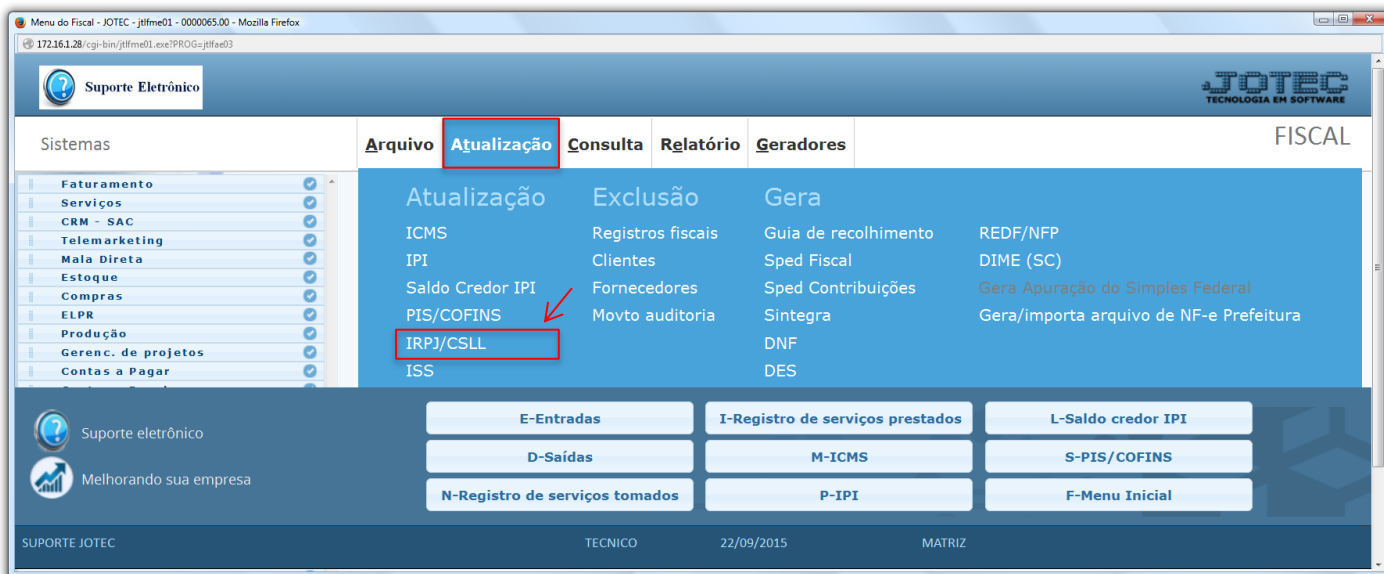 Menu do Fiscal - JOTEC - jtlfme01 - 0000065.00 - Mozilla Firefox
172.16.1.28/cgi-bin/jtlfme01.exe?PROG=jtlfae03
Suporte Eletrônico
JOTEC
TECNOLOGIA EM SOFTWARE
Sistemas
Arquivo Atualização Consulta Relatório Geradores
FISCAL
Faturamento
Serviços
CRM - SAC
Telemarketing
Mala Direta
Estoque
Compras
ELPR
Produção
Gerenc. de projetos
Contas a Pagar
Atualização Exclusão Gera
ICMS Registros fiscais Guia de recolhimento REDF/NFP
IPI Clientes Sped Fiscal DIME (SC)
Saldo Credor IPI Fornecedores Sped Contribuições Gera Apuração do Simples Federal
PIS/COFINS Movto auditoria Sintegra Gera/importa arquivo de NF-e Prefeitura
IRPJ/CSLL DNF
ISS DES
Suporte eletrônico
Melhorando sua empresa
E-Entradas I-Registro de serviços prestados L-Saldo credor IPI
D-Saídas M-ICMS S-PIS/COFINS
N-Registro de serviços tomados P-IPI F-Menu Inicial
SUPORTE JOTEC TECNICO 22/09/2015 MATRIZ